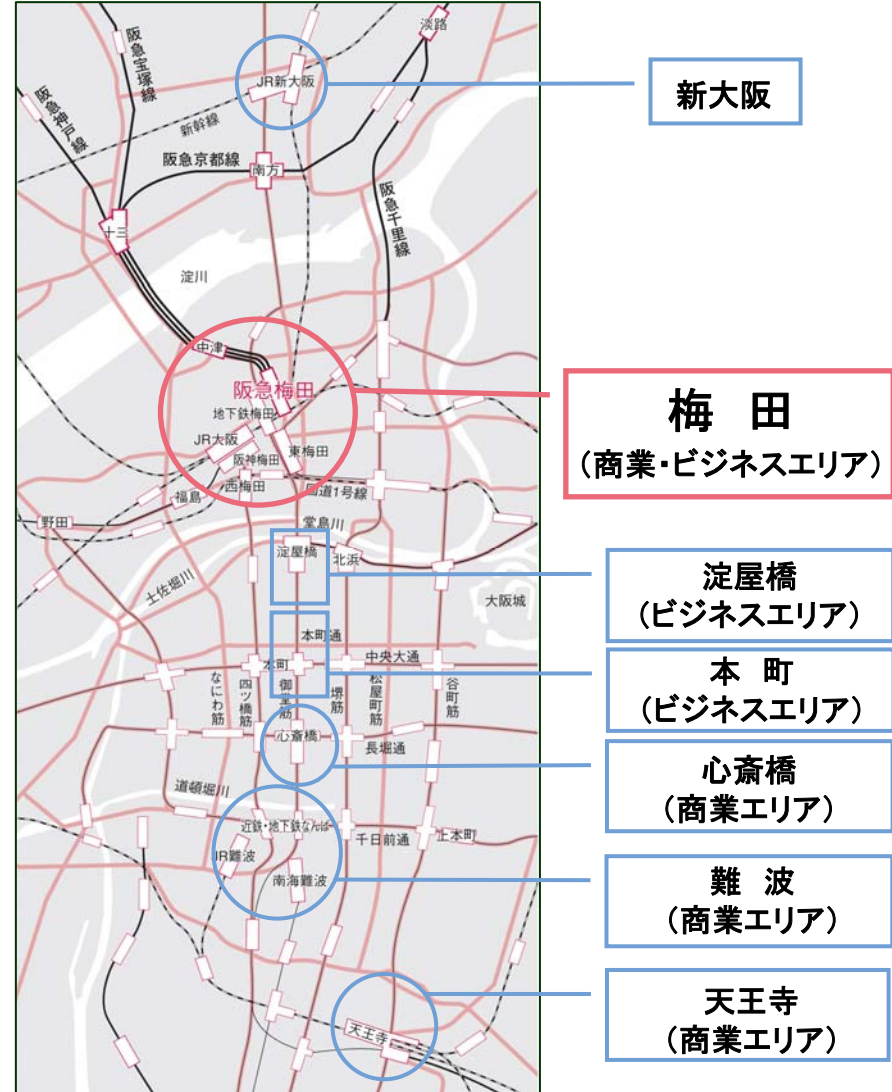 淡路
阪急宝塚線
阪急神戸線
JR新大阪
新大阪
新幹線
阪急京都線
南方
阪急千里線
十三
淀川
中津
阪急梅田
地下鉄梅田
JR大阪
阪神梅田
東梅田
西梅田
国道1号線
福島
野田
梅 田
(商業・ビジネスエリア)
堂島川
淀屋橋
北浜
土佐堀川
大阪城
淀屋橋
(ビジネスエリア)
本町通
本町
中央大通
なにわ筋
四ツ橋筋
御堂筋
堺筋
松屋町筋
谷町筋
本 町
(ビジネスエリア)
心斎橋
長堀通
心斎橋
(商業エリア)
道頓堀川
近鉄・地下鉄なんば
千日前通
上本町
JR難波
南海難波
難 波
(商業エリア)
天王寺
天王寺
(商業エリア)